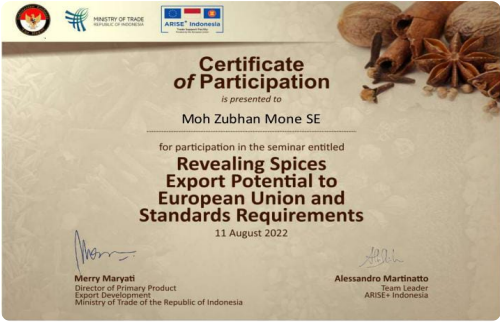 MINISTRY OF TRADE
REPUBLIC OF INDONESIA
ARISE+ Indonesia
Trade Support Facility
Certificate
of Participation
is presented to
Moh Zubhan Mone SE
for participation in the seminar entitled
Revealing Spices
Export Potential to
European Union and
Standards Requirements
11 August 2022
Merry Maryati
Director of Primary Product
Export Development
Ministry of Trade of the Republic of Indonesia
Alessandro Martinatto
Team Leader
ARISE+ Indonesia